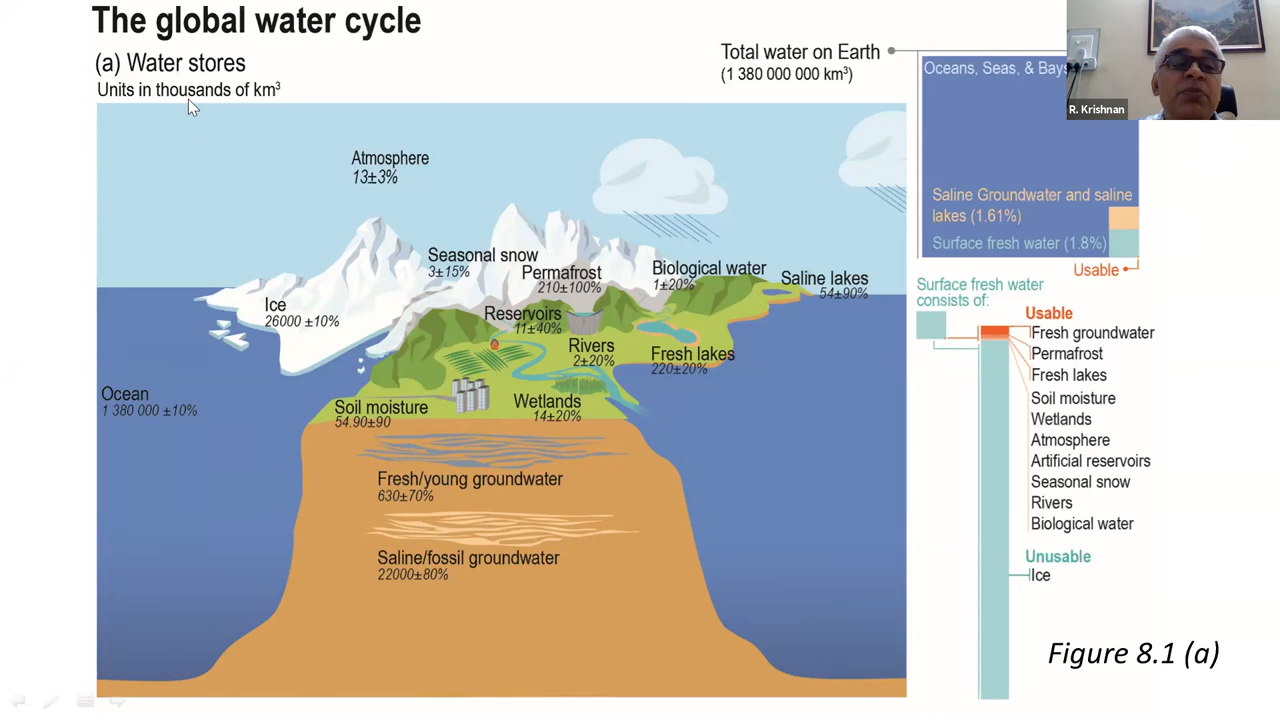 The global water cycle
(a) Water stores
Units in thousands of km³
Total water on Earth
(1 380 000 000 km³)
Oceans, Seas, & Bays
R. Krishnan
Saline Groundwater and saline
lakes (1.61%)
Surface fresh water (1.8%)
Usable
Atmosphere
13±3%
Seasonal snow
3±15%
Permafrost
210±100%
Biological water
1±20%
Saline lakes
54±90%
Ice
26000 ±10%
Reservoirs
11±40%
Rivers
2±20%
Fresh lakes
220±20%
Ocean
1 380 000 ±10%
Soil moisture
54.90±90
Wetlands
14±20%
Fresh/young groundwater
630±70%
Saline/fossil groundwater
22000±80%
Surface fresh water
consists of:
Usable
Fresh groundwater
Permafrost
Fresh lakes
Soil moisture
Wetlands
Atmosphere
Artificial reservoirs
Seasonal snow
Rivers
Biological water
Unusable
Ice
Figure 8.1 (a)